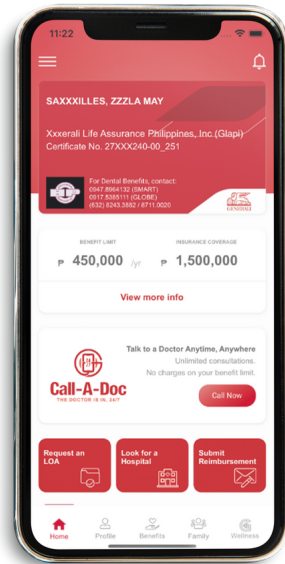 11:22
SAXXXILLES, ZZZLA MAY
Xxxerali Life Assurance Philippines, Inc.(Glapi)
Certificate No. 27XXX240-00_251
For Dental Benefits, contact:
0947.8964132 (SMART)
0917.5385111 (GLOBE)
(632) 8243.3662 / 8711.0020
GENERALI
BENEFIT LIMIT
INSURANCE COVERAGE
₱ 450,000 /yr ₱ 1,500,000
View more info
Talk to a Doctor Anytime, Anywhere
Unlimited consultations.
No charges on your benefit limit.
Call-A-Doc
THE DOCTOR IS IN, 24/7
Call Now
Request an
LOA
Look for a
Hospital
Submit
Reimbursement
Home Profile Benefits Family Wellness